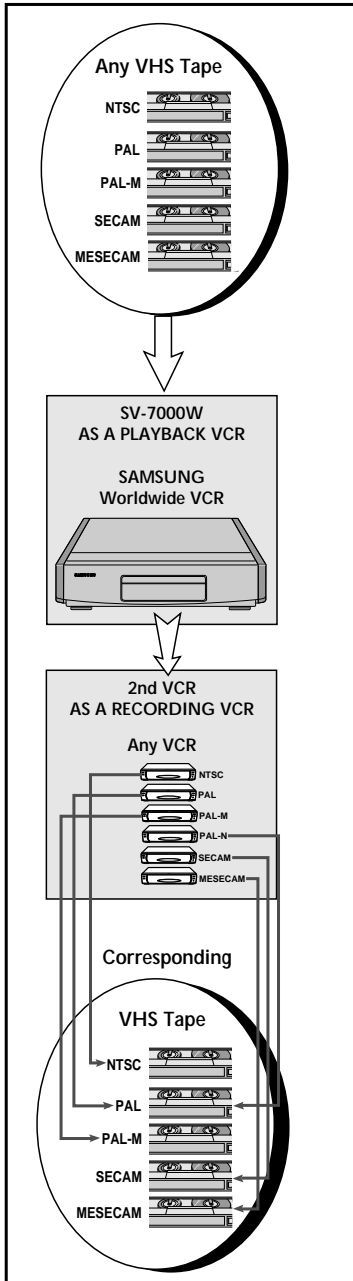 Any VHS Tape
NTSC
PAL
PAL-M
SECAM
MESECAM
SV-7000W
AS A PLAYBACK VCR
SAMSUNG
Worldwide VCR
SAMSUNG
2nd VCR
AS A RECORDING VCR
Any VCR
NTSC
PAL
PAL-M
PAL-N
SECAM
MESECAM
Corresponding
VHS Tape
NTSC
PAL
PAL-M
SECAM
MESECAM